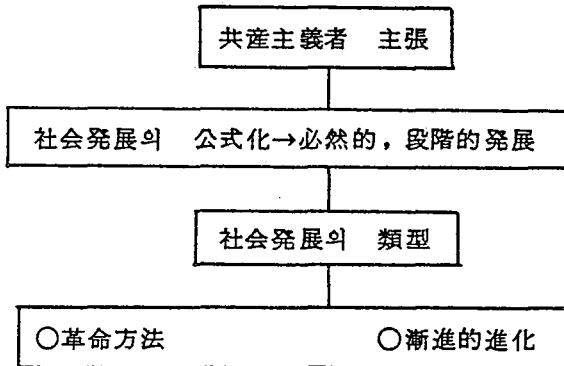 共産主義者 主張
社会発展의 公式化→必然的，段階的発展
社会発展의 類型
○革命方法 ○漸進的進化